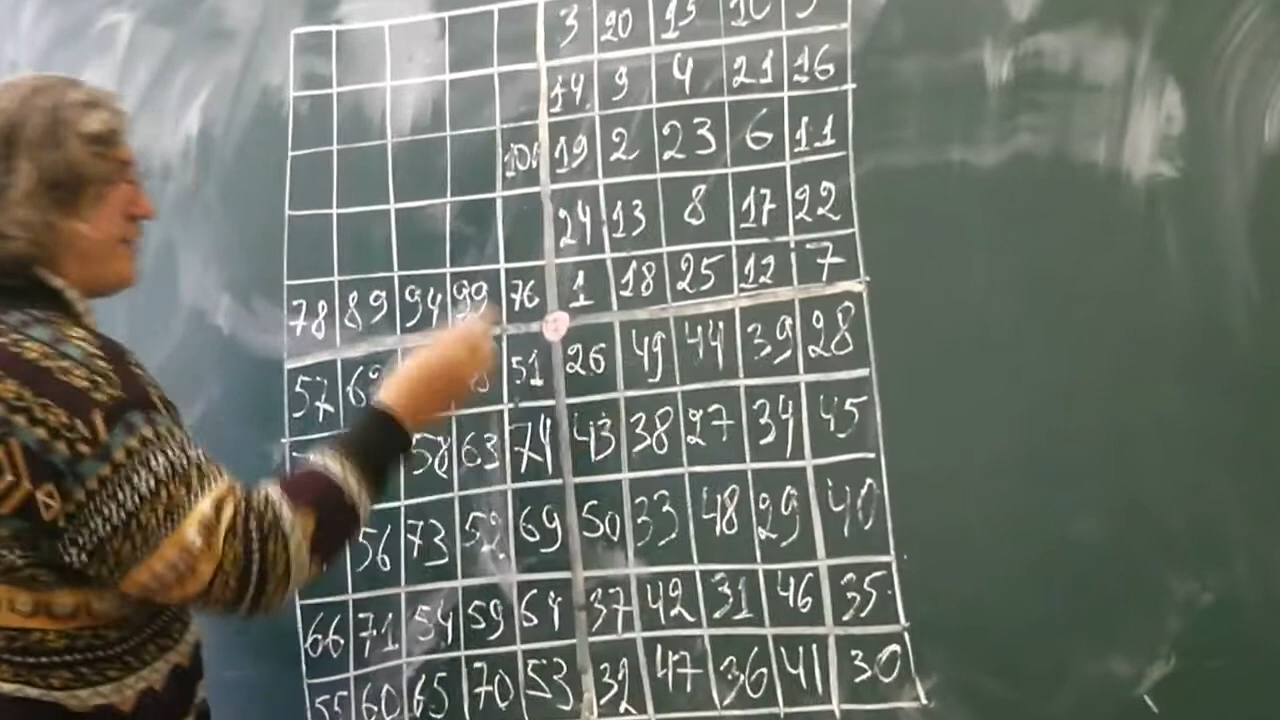 3 20 15 10 5
14 9 4 21 16
100 19 2 23 6 11
24 13 8 17 22
78 89 94 99 76 1 18 25 12 7
57 51 26 49 44 39 28
58 63 74 43 38 27 34 45
56 73 52 69 50 33 48 29 40
66 71 54 59 64 37 42 31 46 35
55 60 65 70 53 32 47 36 41 30